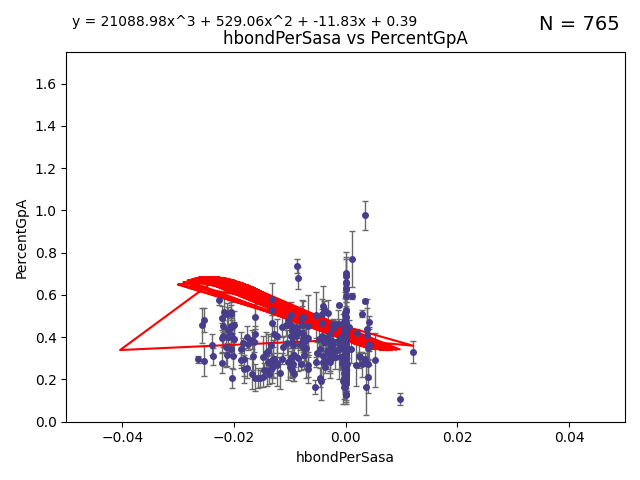 y = 21088.98x^3 + 529.06x^2 + -11.83x + 0.39
N = 765
hbondPerSasa vs PercentGpA
1.6
1.4
1.2
1.0
0.8
0.6
0.4
0.2
0.0
PercentGpA
−0.04 −0.02 0.00 0.02 0.04
hbondPerSasa